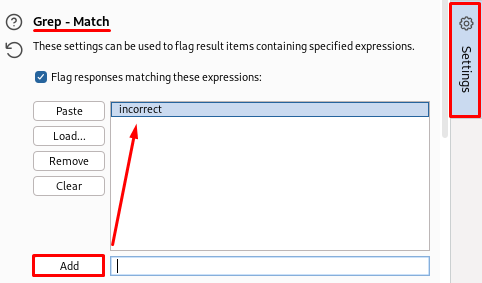 Grep - Match
These settings can be used to flag result items containing specified expressions.
Flag responses matching these expressions:
Paste
incorrect
Load...
Remove
Clear
Add
Settings